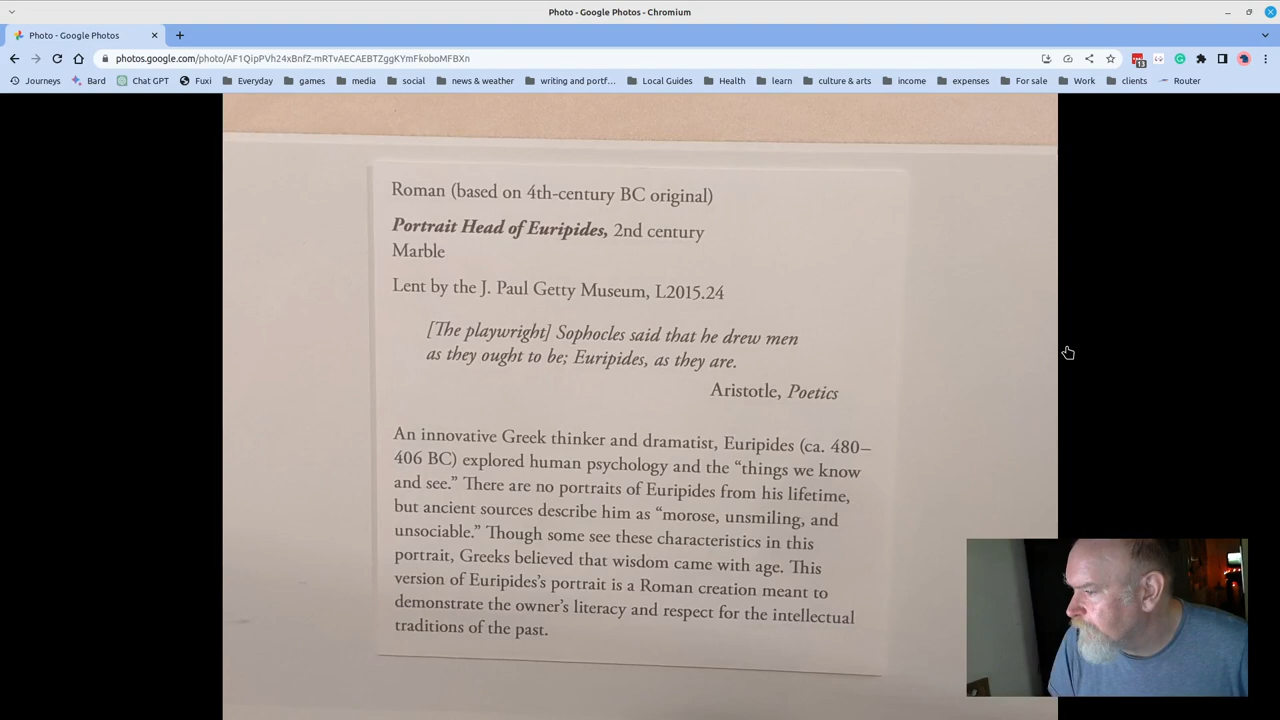 Photo - Google Photos - Chromium
Photo - Google Photos
photos.google.com/photo/AF1QipPVh24xBnfZ-mRTvAECAEBTZggKYmFkoboMFBXn
13
Journeys Bard Chat GPT Fuxi Everyday games media social news & weather writing and portf... Local Guides Health learn culture & arts income expenses For sale Work clients Router
Roman (based on 4th-century BC original)
Portrait Head of Euripides, 2nd century
Marble
Lent by the J. Paul Getty Museum, L2015.24
[The playwright] Sophocles said that he drew men
as they ought to be; Euripides, as they are.
Aristotle, Poetics
An innovative Greek thinker and dramatist, Euripides (ca. 480–
406 BC) explored human psychology and the “things we know
and see.” There are no portraits of Euripides from his lifetime,
but ancient sources describe him as “morose, unsmiling, and
unsociable.” Though some see these characteristics in this
portrait, Greeks believed that wisdom came with age. This
version of Euripides’s portrait is a Roman creation meant to
demonstrate the owner’s literacy and respect for the intellectual
traditions of the past.